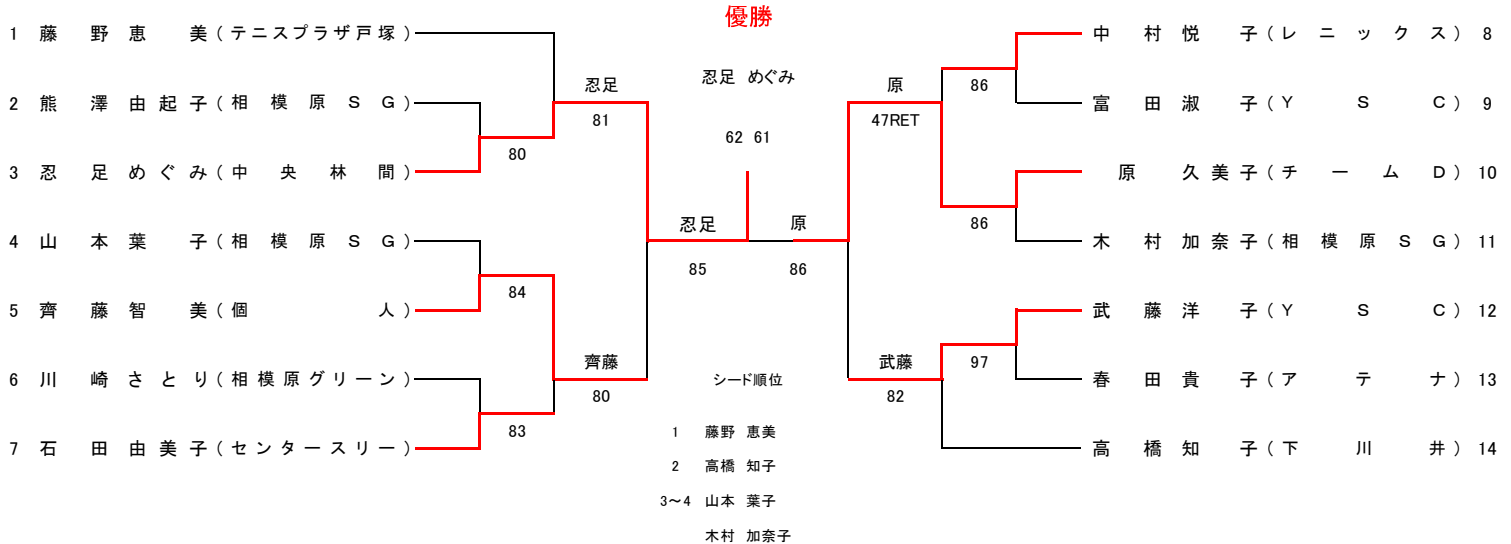 優勝
1 藤野恵美(テニスプラザ戸塚)
2 熊澤由起子(相模原SG)
3 忍足めぐみ(中央林間)
4 山本葉子(相模原SG)
5 齊藤智美(個人)
6 川崎さとり(相模原グリーン)
7 石田由美子(センタースリー)
80
84
83
忍足
81
齊藤
80
忍足
85
忍足 めぐみ
62 61
原
86
原
47RET
武藤
82
86
86
97
中村悦子(レニックス) 8
富田淑子(YSC) 9
原久美子(チームD) 10
木村加奈子(相模原SG) 11
武藤洋子(YSC) 12
春田貴子(アテナ) 13
高橋知子(下川井) 14
シード順位
1 藤野 恵美
2 高橋 知子
3~4 山本 葉子
木村 加奈子